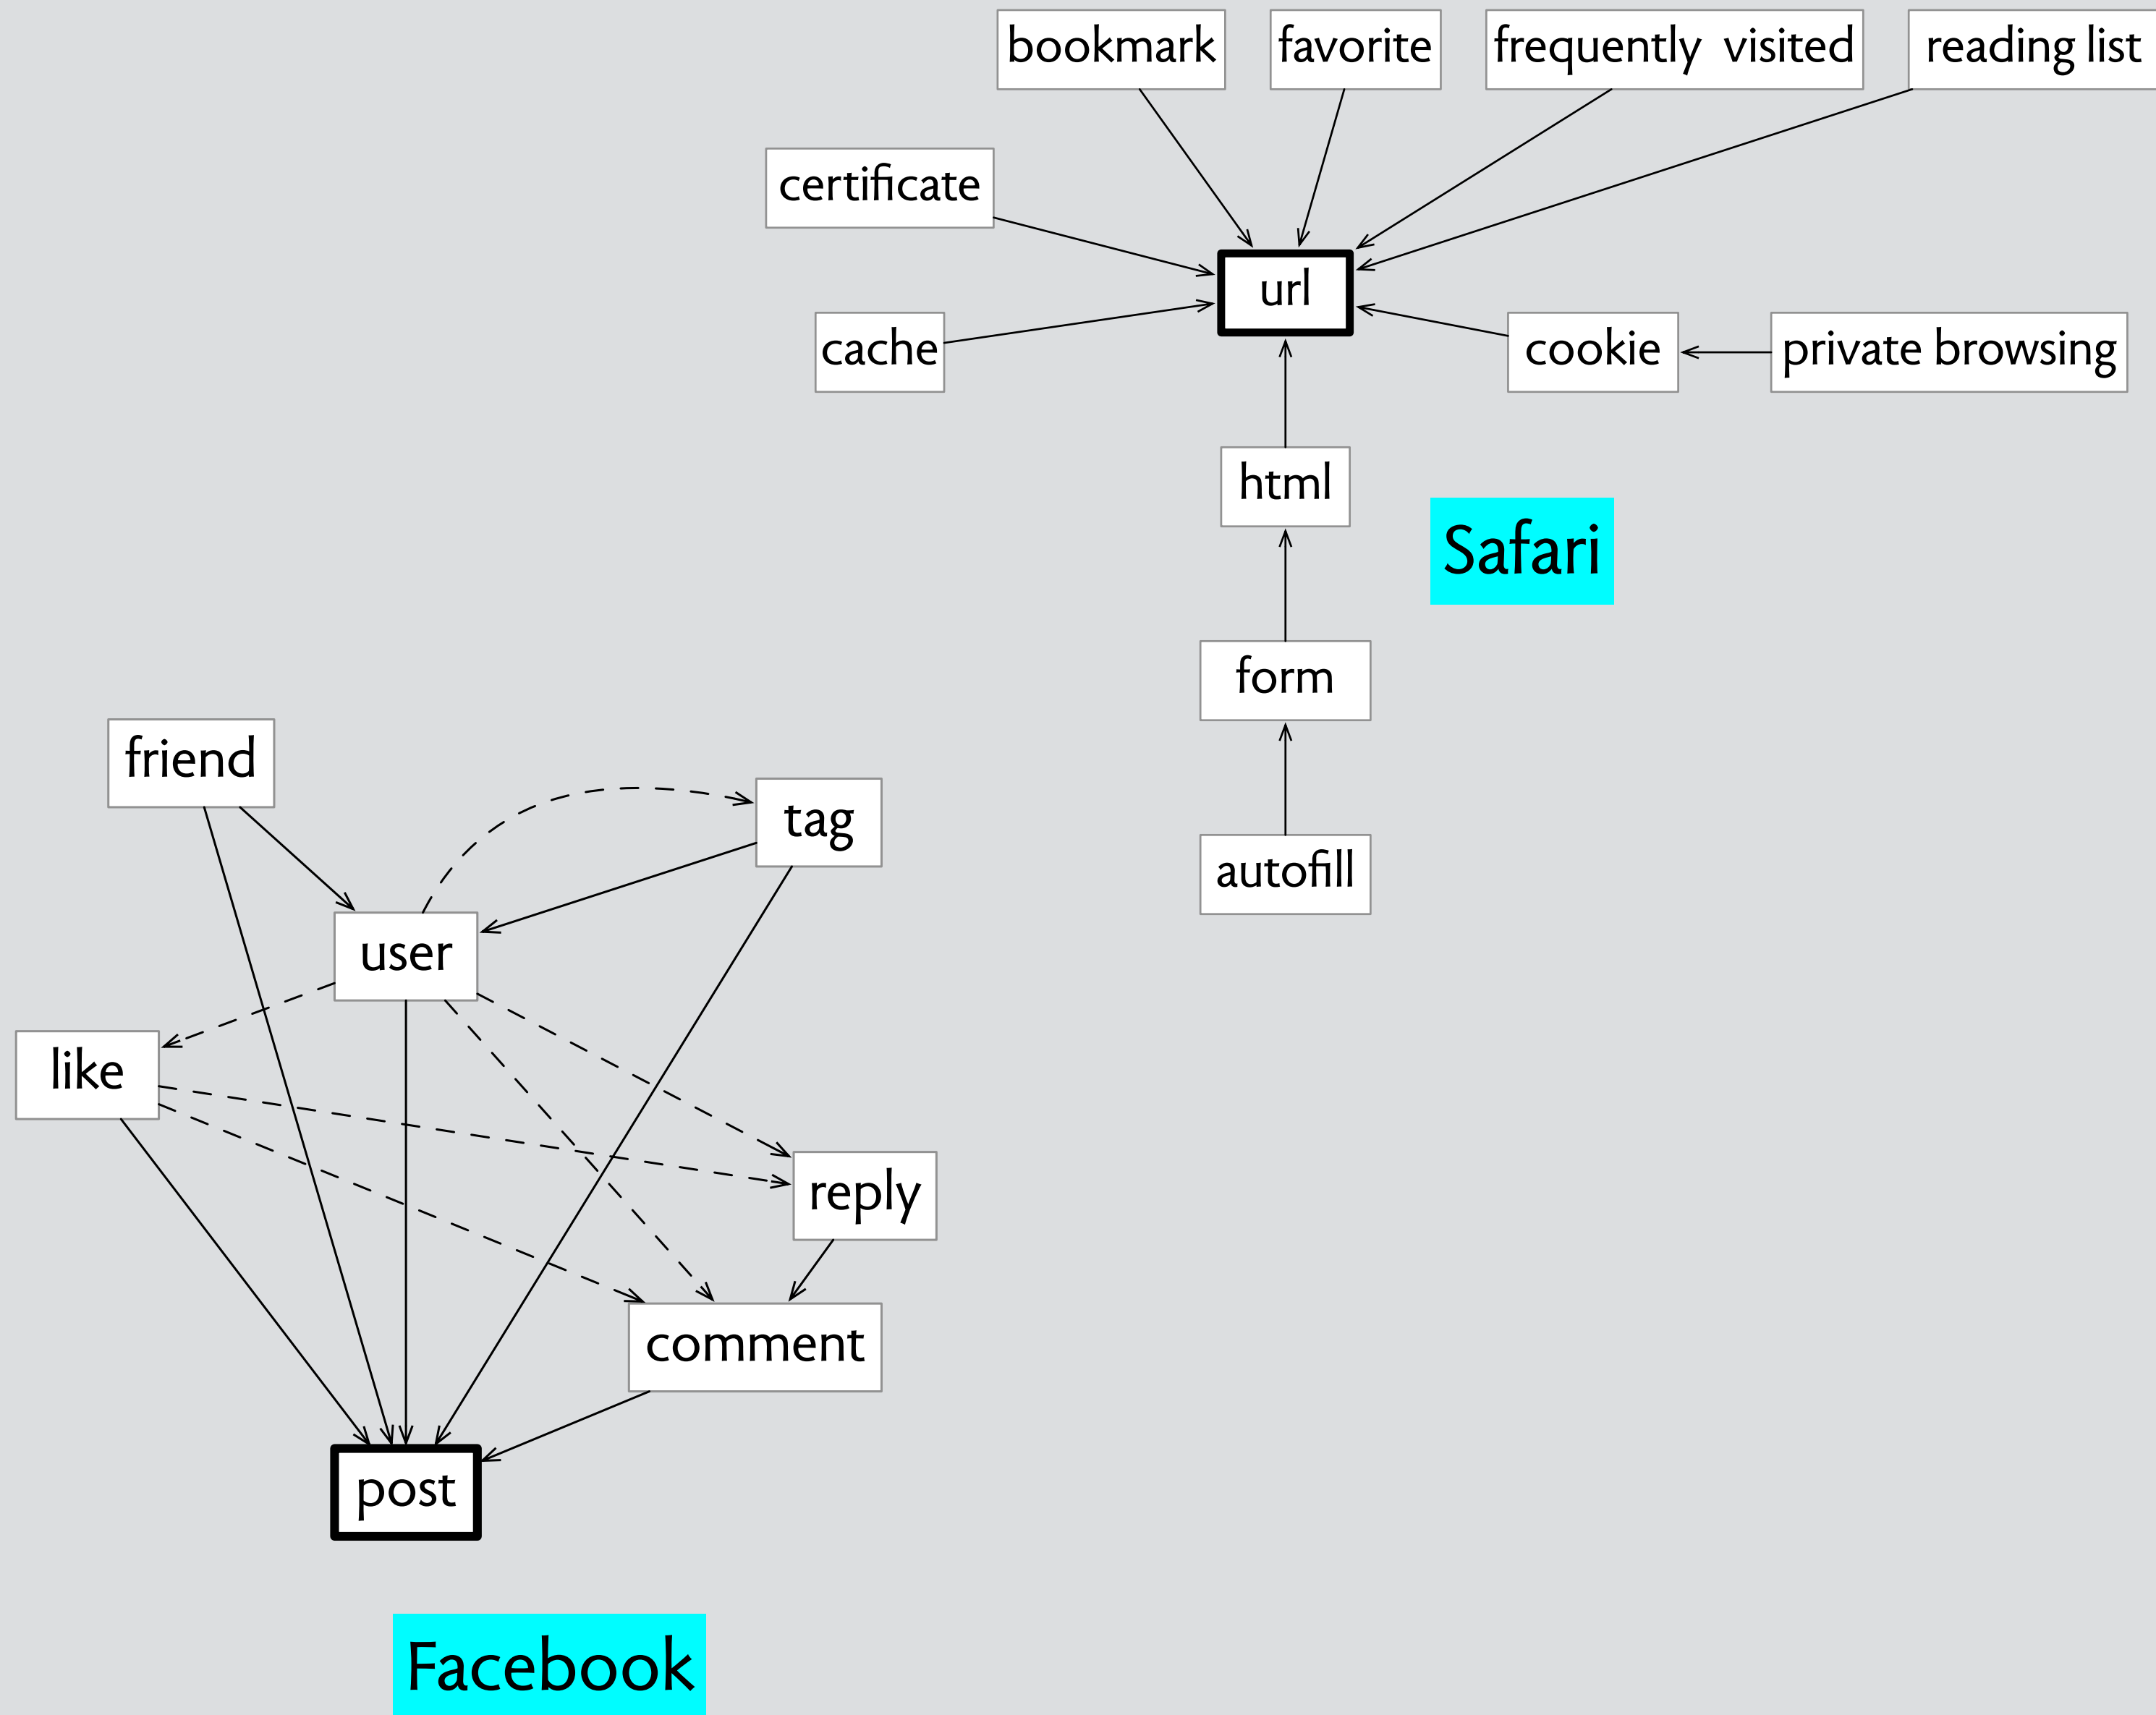 bookmark
favorite
frequently visited
reading list
certificate
url
cache
cookie
private browsing
html
Safari
form
autofill
friend
tag
user
like
reply
comment
post
Facebook